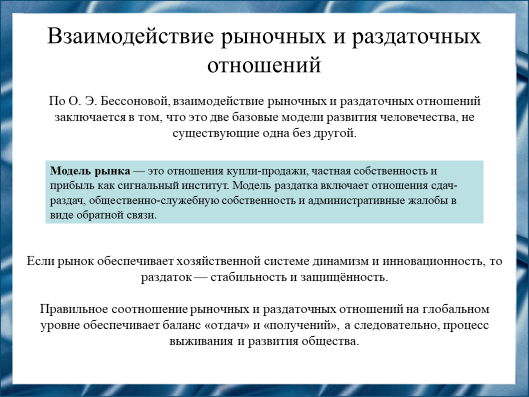 Взаимодействие рыночных и раздаточных
отношений
По О. Э. Бессоновой, взаимодействие рыночных и раздаточных отношений
заключается в том, что это две базовые модели развития человечества, не
существующие одна без другой.
Модель рынка — это отношения купли-продажи, частная собственность и
прибыль как сигнальный институт. Модель раздатка включает отношения сдач-
раздач, общественно-служебную собственность и административные жалобы в
виде обратной связи.
Если рынок обеспечивает хозяйственной системе динамизм и инновационность, то
раздаток — стабильность и защищённость.
Правильное соотношение рыночных и раздаточных отношений на глобальном
уровне обеспечивает баланс «отдач» и «получений», а следовательно, процесс
выживания и развития общества.